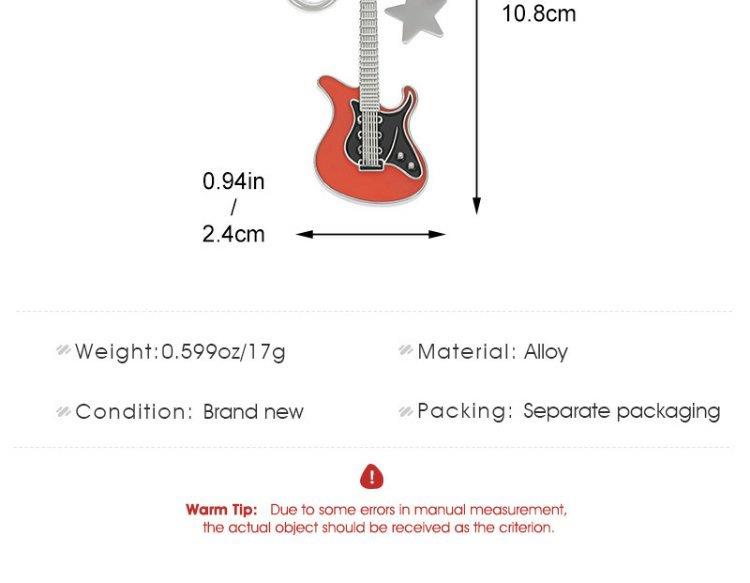 10.8cm
0.94in
/
2.4cm
Weight:0.599oz/17g
Material: Alloy
Condition: Brand new
Packing: Separate packaging
Warm Tip: Due to some errors in manual measurement,
the actual object should be received as the criterion.